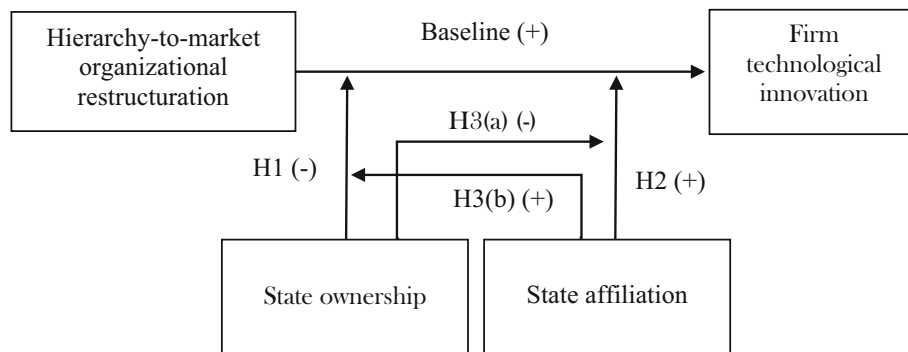 Hierarchy-to-market
organizational
restructuration
Baseline (+)
Firm
technological
innovation
H3(a) (-)
H1 (-)
H2 (+)
H3(b) (+)
State ownership
State affiliation